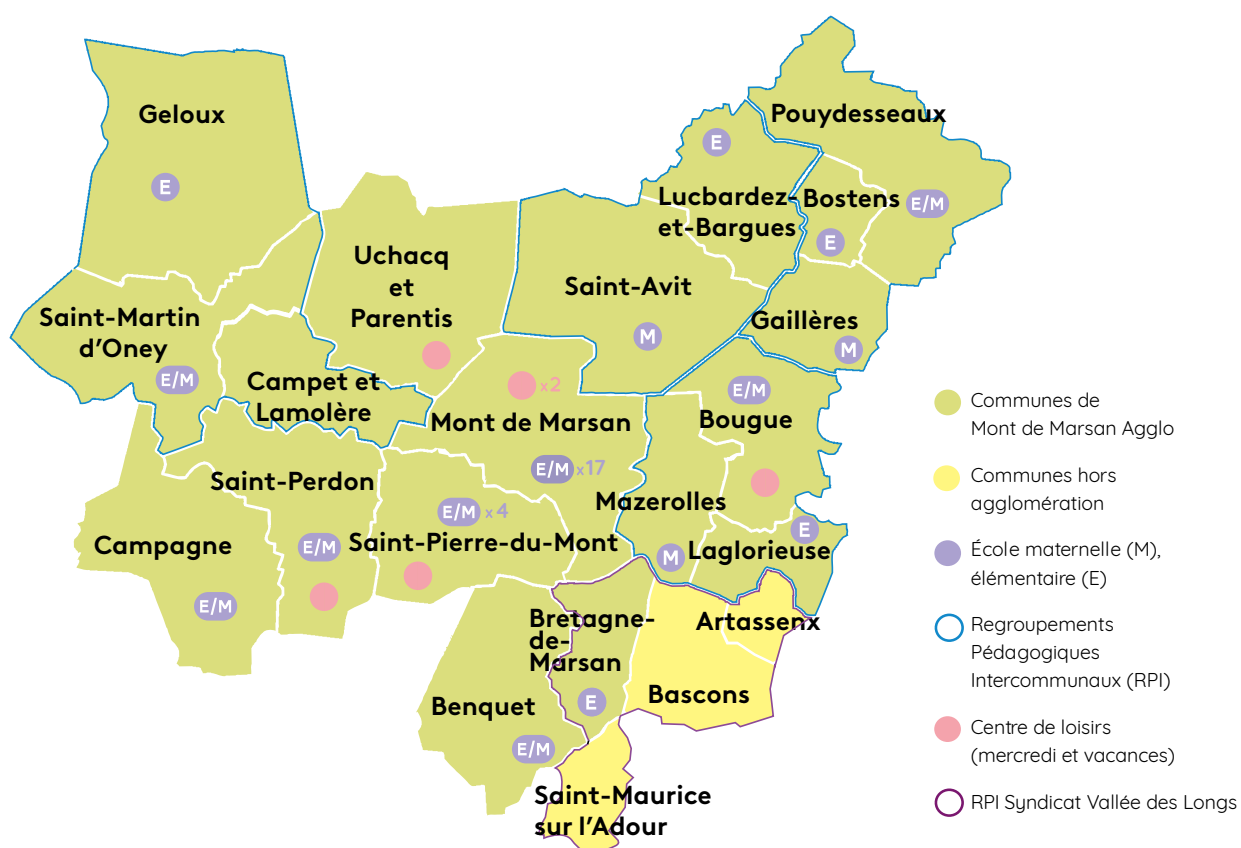 Geloux
E
Pouydesseaux
E
Lucbardez-
et-Bargues
Bostens
E/M
E
Uchacq
et
Parentis
Saint-Avit
M
Gaillères
M
Saint-Martin
d'Oney
E/M
Campet et
Lamolère
x2
Mont de Marsan
E/M x17
E/M
Bougue
Saint-Perdon
E/M
E/M x4
Saint-Pierre-du-Mont
Mazerolles
M
E
Laglorieuse
Campagne
E/M
Bretagne-
de-
Marsan
E
Artassenx
Bascons
Benquet
E/M
Saint-Maurice
sur l'Adour
Communes de
Mont de Marsan Agglo
Communes hors
agglomération
École maternelle (M),
élémentaire (E)
Regroupements
Pédagogiques
Intercommunaux (RPI)
Centre de loisirs
(mercredi et vacances)
RPI Syndicat Vallée des Longs